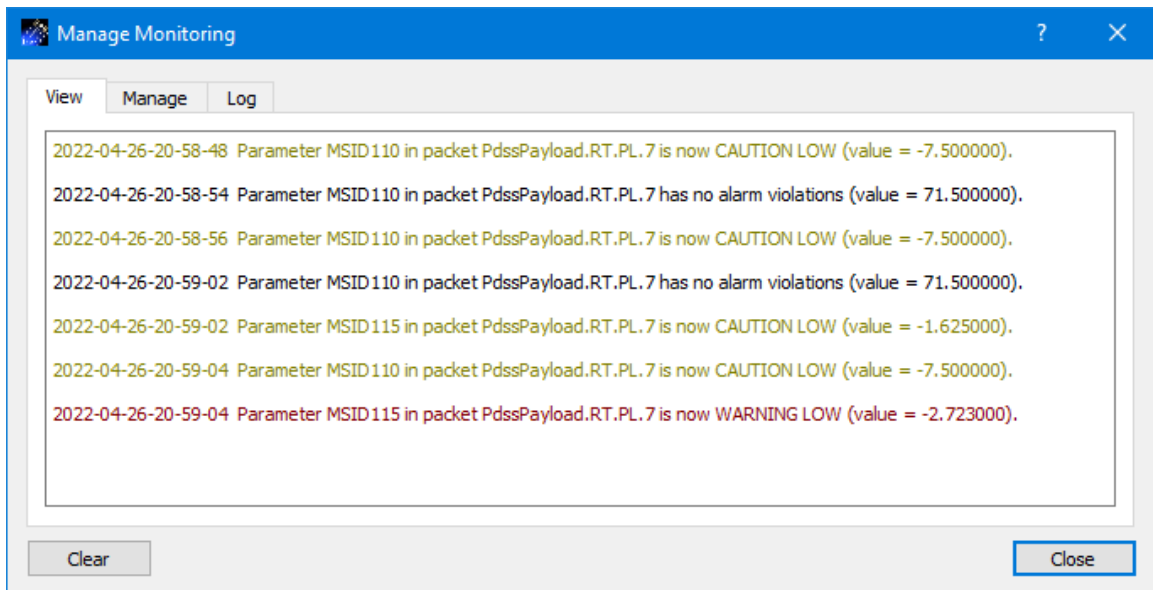 Manage Monitoring
?
View Manage Log
2022-04-26-20-58-48 Parameter MSID110 in packet PdssPayload.RT.PL.7 is now CAUTION LOW (value = -7.500000).
2022-04-26-20-58-54 Parameter MSID110 in packet PdssPayload.RT.PL.7 has no alarm violations (value = 71.500000).
2022-04-26-20-58-56 Parameter MSID110 in packet PdssPayload.RT.PL.7 is now CAUTION LOW (value = -7.500000).
2022-04-26-20-59-02 Parameter MSID110 in packet PdssPayload.RT.PL.7 has no alarm violations (value = 71.500000).
2022-04-26-20-59-02 Parameter MSID115 in packet PdssPayload.RT.PL.7 is now CAUTION LOW (value = -1.625000).
2022-04-26-20-59-04 Parameter MSID110 in packet PdssPayload.RT.PL.7 is now CAUTION LOW (value = -7.500000).
2022-04-26-20-59-04 Parameter MSID115 in packet PdssPayload.RT.PL.7 is now WARNING LOW (value = -2.723000).
Clear
Close